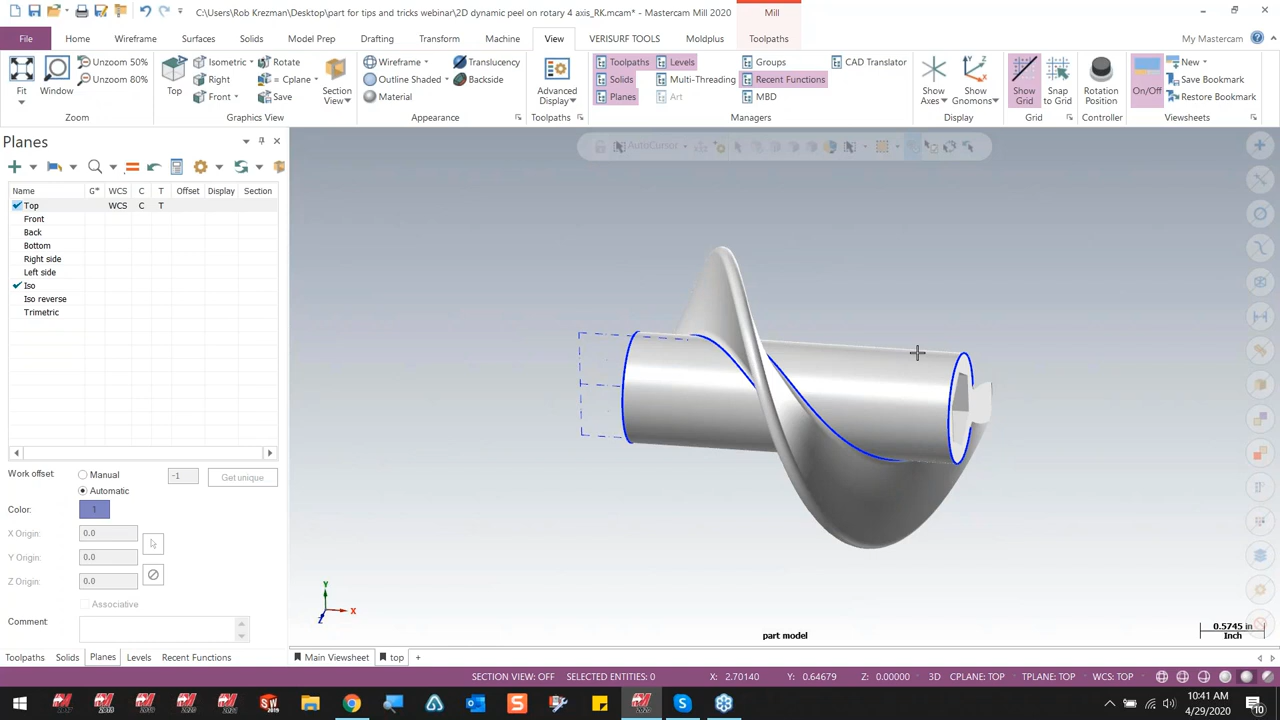 C:\Users\Rob Krezman\Desktop\part for tips and tricks webinar\2D dynamic peel on rotary 4 axis_RK.mcam* - Mastercam Mill 2020
Mill
File
Home
Wireframe
Surfaces
Solids
Model Prep
Drafting
Transform
Machine
View
VERISURF TOOLS
Moldplus
Toolpaths
My Mastercam
Fit
Window
Unzoom 50%
Unzoom 80%
Zoom
Top
Isometric
Right
Front
Rotate
= Cplane
Save
Section View
Graphics View
Wireframe
Outline Shaded
Material
Translucency
Backside
Appearance
Advanced Display
Toolpaths
Toolpaths
Solids
Planes
Levels
Multi-Threading
Art
Groups
Recent Functions
MBD
CAD Translator
Managers
Show Axes
Show Gnomons
Display
Show Grid
Snap to Grid
Grid
Rotation Position
Controller
On/Off
New
Save Bookmark
Restore Bookmark
Viewsheets
Planes
Name G* WCS C T Offset Display Section
Top WCS C T
Front
Back
Bottom
Right side
Left side
Iso
Iso reverse
Trimetric
Work offset: Manual -1 Get unique
Automatic
Color: 1
X Origin: 0.0
Y Origin: 0.0
Z Origin: 0.0
Associative
Comment:
AutoCursor
Y
X
Z
part model
0.5745 in
Inch
Toolpaths Solids Planes Levels Recent Functions
Main Viewsheet top +
SECTION VIEW: OFF SELECTED ENTITIES: 0 X: 2.70140 Y: 0.64679 Z: 0.00000 3D CPLANE: TOP TPLANE: TOP WCS: TOP
10:41 AM
4/29/2020